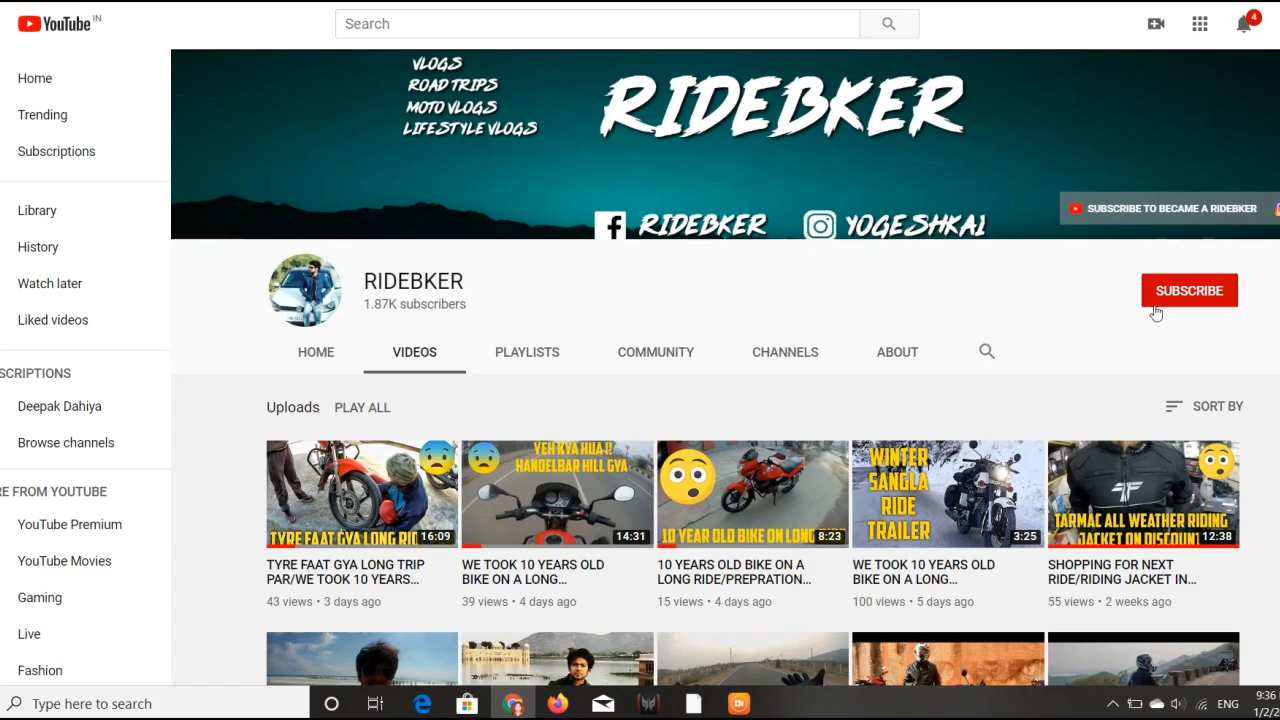 YouTube IN
Search
4
Home
Trending
Subscriptions
Library
History
Watch later
Liked videos
SCRIPTIONS
Deepak Dahiya
Browse channels
RE FROM YOUTUBE
YouTube Premium
YouTube Movies
Gaming
Live
Fashion
VLOGS
ROAD TRIPS
MOTO VLOGS
LIFESTYLE VLOGS
RIDEBKER
RIDEBKER
YOGESHKA1
SUBSCRIBE TO BECAME A RIDEBKER
RIDEBKER
1.87K subscribers
SUBSCRIBE
HOME
VIDEOS
PLAYLISTS
COMMUNITY
CHANNELS
ABOUT
Uploads
PLAY ALL
SORT BY
TYRE FAAT GYA LONG RID
16:09
TYRE FAAT GYA LONG TRIP
PAR/WE TOOK 10 YEARS...
43 views • 3 days ago
YEH KYA HUA !!
HANDELBAR HILL GYA
14:31
WE TOOK 10 YEARS OLD
BIKE ON A LONG...
39 views • 4 days ago
10 YEAR OLD BIKE ON LONG
8:23
10 YEARS OLD BIKE ON A
LONG RIDE/PREPRATION...
15 views • 4 days ago
WINTER
SANGLA
RIDE
TRAILER
3:25
WE TOOK 10 YEARS OLD
BIKE ON A LONG...
100 views • 5 days ago
TARMAC ALL WEATHER RIDING
JACKET ON DISCOUNT
12:38
SHOPPING FOR NEXT
RIDE/RIDING JACKET IN...
55 views • 2 weeks ago
Type here to search
ENG
9:36
1/2/2